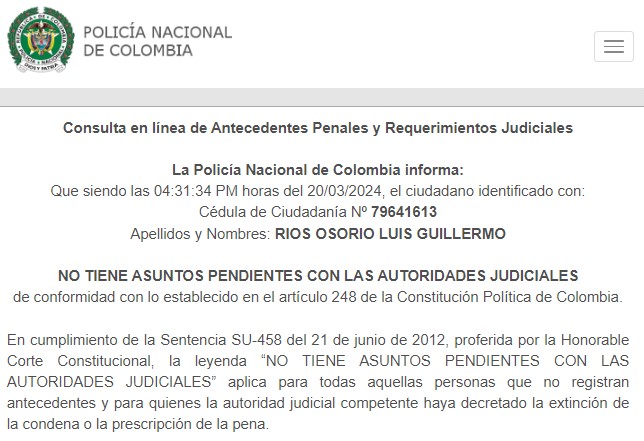 POLICÍA NACIONAL
DE COLOMBIA
Consulta en línea de Antecedentes Penales y Requerimientos Judiciales
La Policía Nacional de Colombia informa:
Que siendo las 04:31:34 PM horas del 20/03/2024, el ciudadano identificado con:
Cédula de Ciudadanía Nº 79641613
Apellidos y Nombres: RIOS OSORIO LUIS GUILLERMO
NO TIENE ASUNTOS PENDIENTES CON LAS AUTORIDADES JUDICIALES
de conformidad con lo establecido en el artículo 248 de la Constitución Política de Colombia.
En cumplimiento de la Sentencia SU-458 del 21 de junio de 2012, proferida por la Honorable
Corte Constitucional, la leyenda “NO TIENE ASUNTOS PENDIENTES CON LAS
AUTORIDADES JUDICIALES” aplica para todas aquellas personas que no registran
antecedentes y para quienes la autoridad judicial competente haya decretado la extinción de
la condena o la prescripción de la pena.